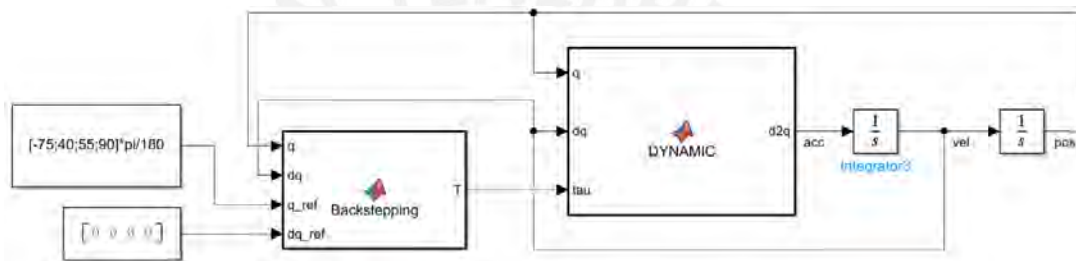 [-75;40;55;90]*pi/180
[0 0 0 0]
q
dq
q_ref
dq_ref
Backstepping
T
q
dq
tau
DYNAMIC
d2q
acc
1
s
Integrator3
vel
1
s
pos